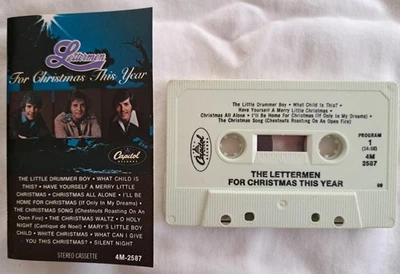 Lettermen
For Christmas This Year
Capitol
THE LITTLE DRUMMER BOY • WHAT CHILD IS
THIS? • HAVE YOURSELF A MERRY LITTLE
CHRISTMAS • CHRISTMAS ALL ALONE • I'LL BE
HOME FOR CHRISTMAS (If Only In My Dreams) •
THE CHRISTMAS SONG (Chestnuts Roasting On An
Open Fire) • THE CHRISTMAS WALTZ • O HOLY
NIGHT (Cantique de Noel) • MARY'S LITTLE BOY
CHILD • WHITE CHRISTMAS • WHAT CAN I GIVE
YOU THIS CHRISTMAS? • SILENT NIGHT
STEREO CASSETTE 4M-2587
The Little Drummer Boy • What Child Is This? •
Have Yourself A Merry Little Christmas •
Christmas All Alone • I'll Be Home For Christmas (If Only In My Dreams) •
The Christmas Song (Chestnuts Roasting On An Open Fire)
Capitol
PROGRAM
1
4M
2587
THE LETTERMEN
FOR CHRISTMAS THIS YEAR